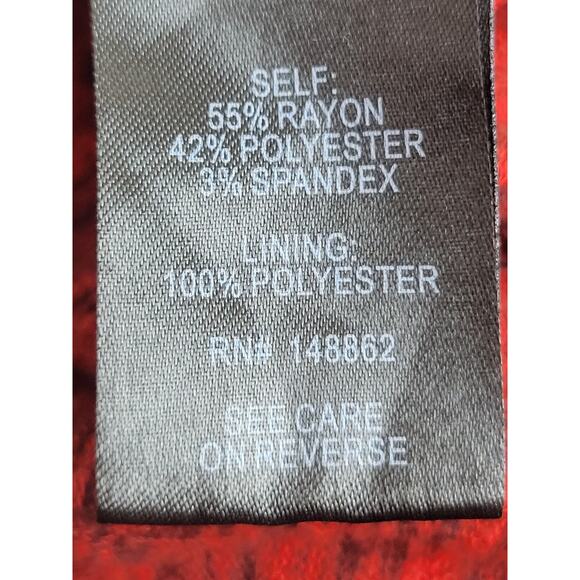 SELF:
55% RAYON
42% POLYESTER
3% SPANDEX
LINING:
100% POLYESTER
RN# 148862
SEE CARE
ON REVERSE